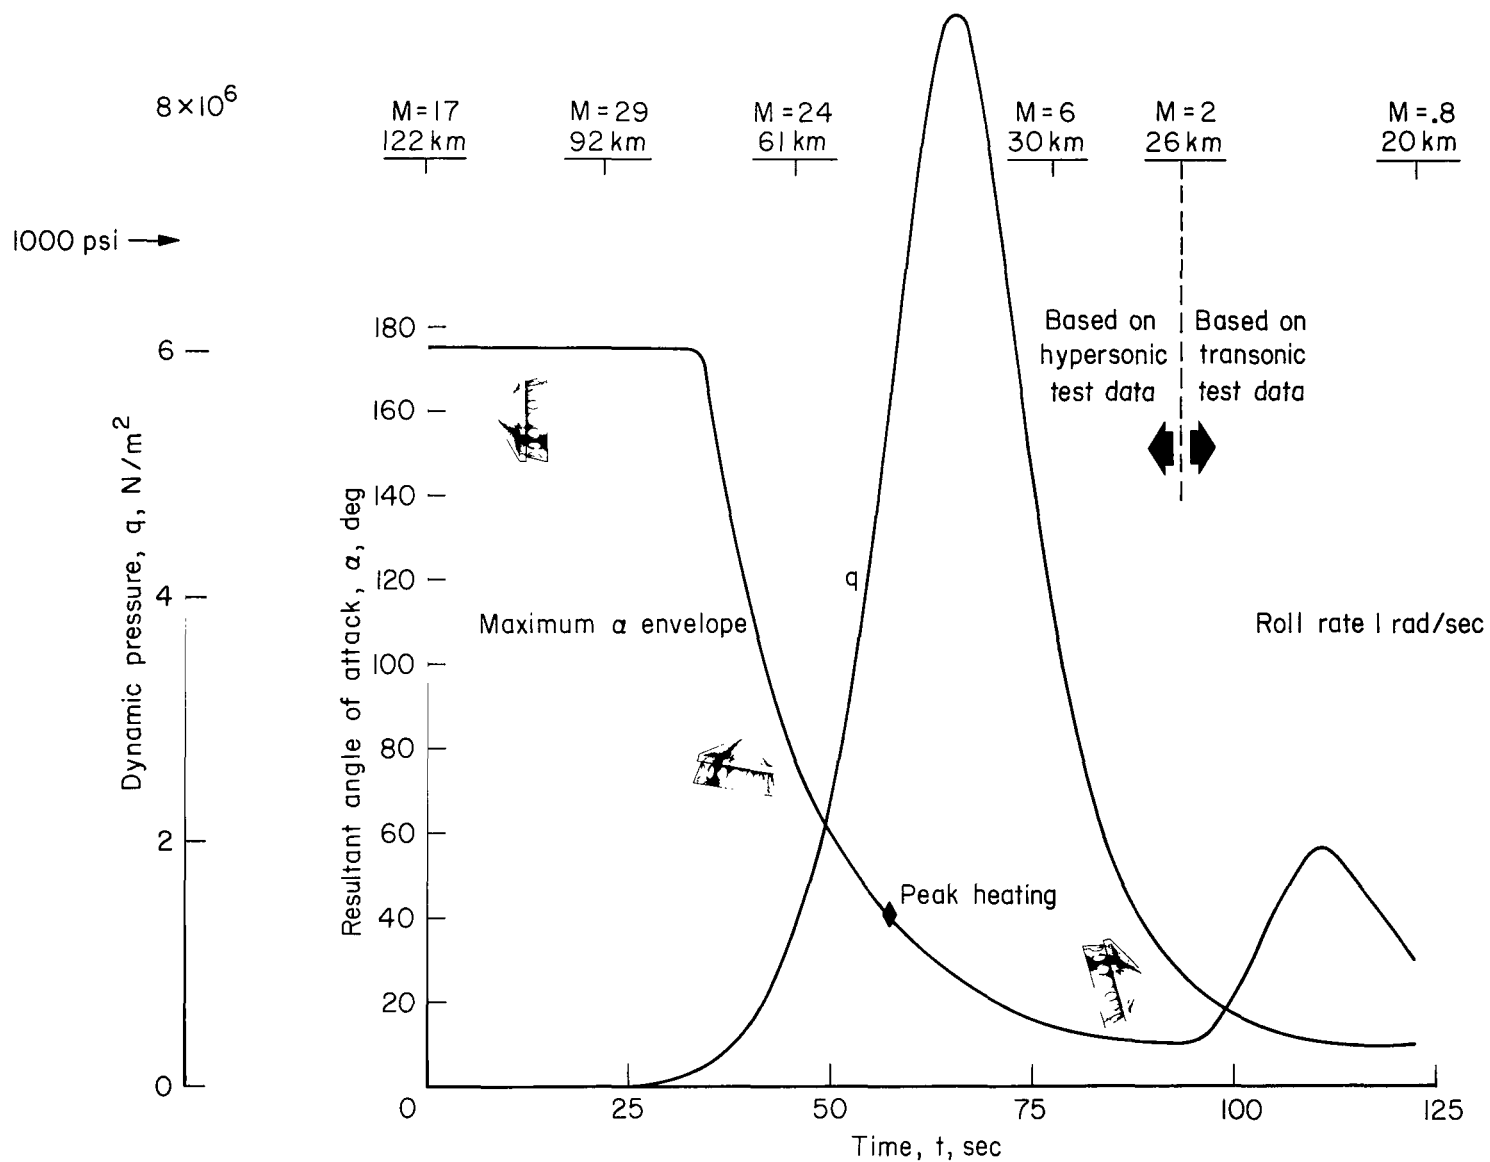 8×10⁶
M=17
122 km
M=29
92 km
M=24
61 km
M=6
30 km
M=2
26 km
M=.8
20 km
1000 psi
6
4
2
0
Dynamic pressure, q, N/m²
180
160
140
120
100
80
60
40
20
Resultant angle of attack, α, deg
Based on
hypersonic
test data
Based on
transonic
test data
q
Maximum α envelope
Roll rate 1 rad/sec
Peak heating
0
25
50
75
100
125
Time, t, sec